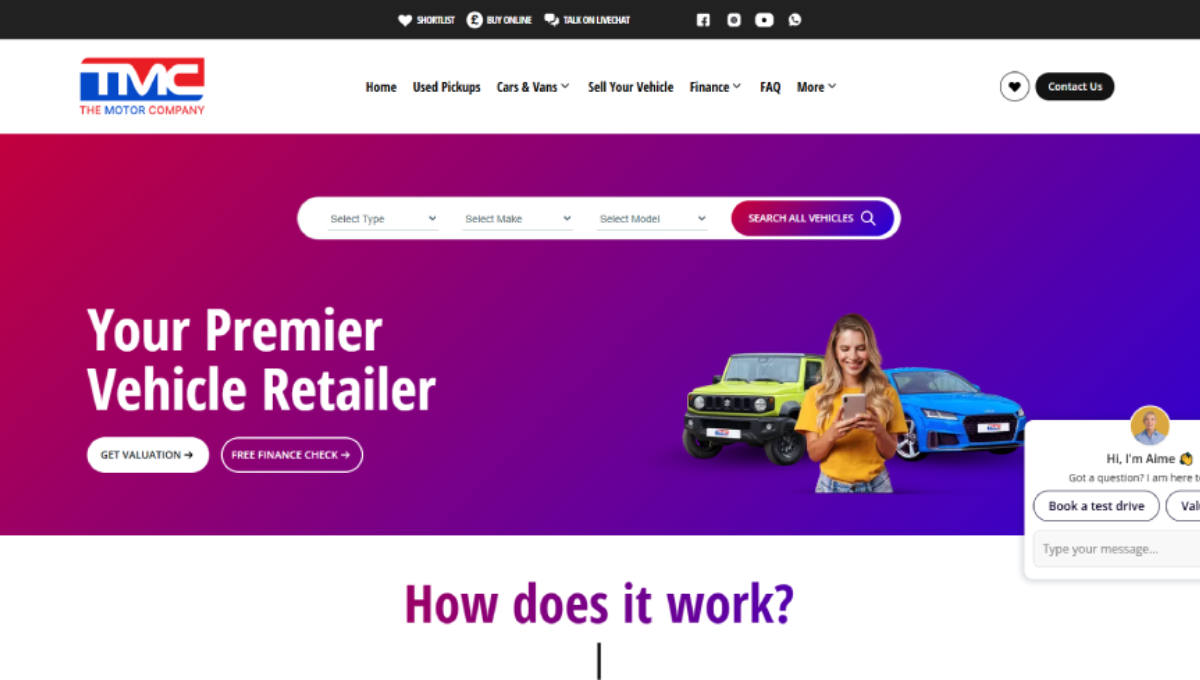 SHORTLIST
BUY ONLINE
TALK ON LIVECHAT
TMC
THE MOTOR COMPANY
Home
Used Pickups
Cars & Vans
Sell Your Vehicle
Finance
FAQ
More
Contact Us
Select Type
Select Make
Select Model
SEARCH ALL VEHICLES
Your Premier
Vehicle Retailer
GET VALUATION →
FREE FINANCE CHECK →
Hi, I'm Aime
Got a question? I am here
Book a test drive
Type your message...
How does it work?